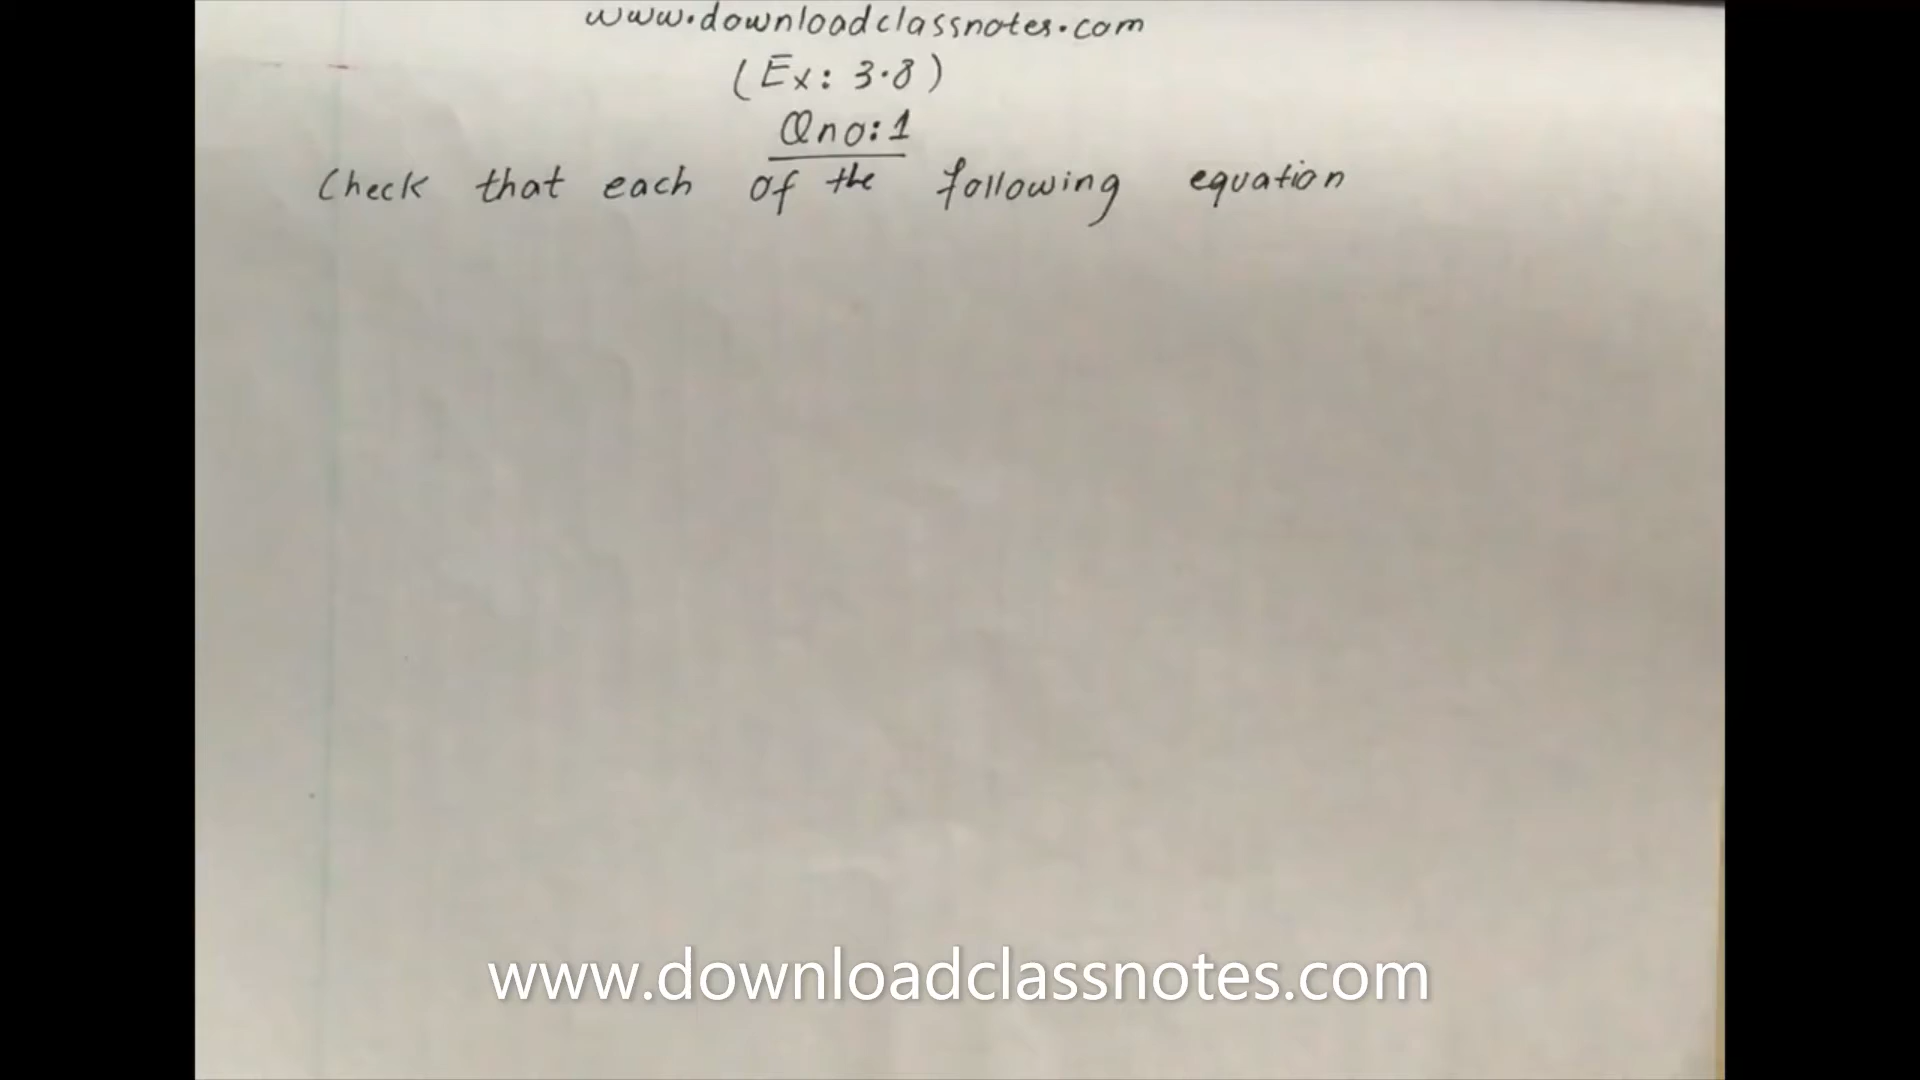 www.downloadclassnotes.com
(Ex: 3.8)
Qno:1
Check that each of the following equation
www.downloadclassnotes.com